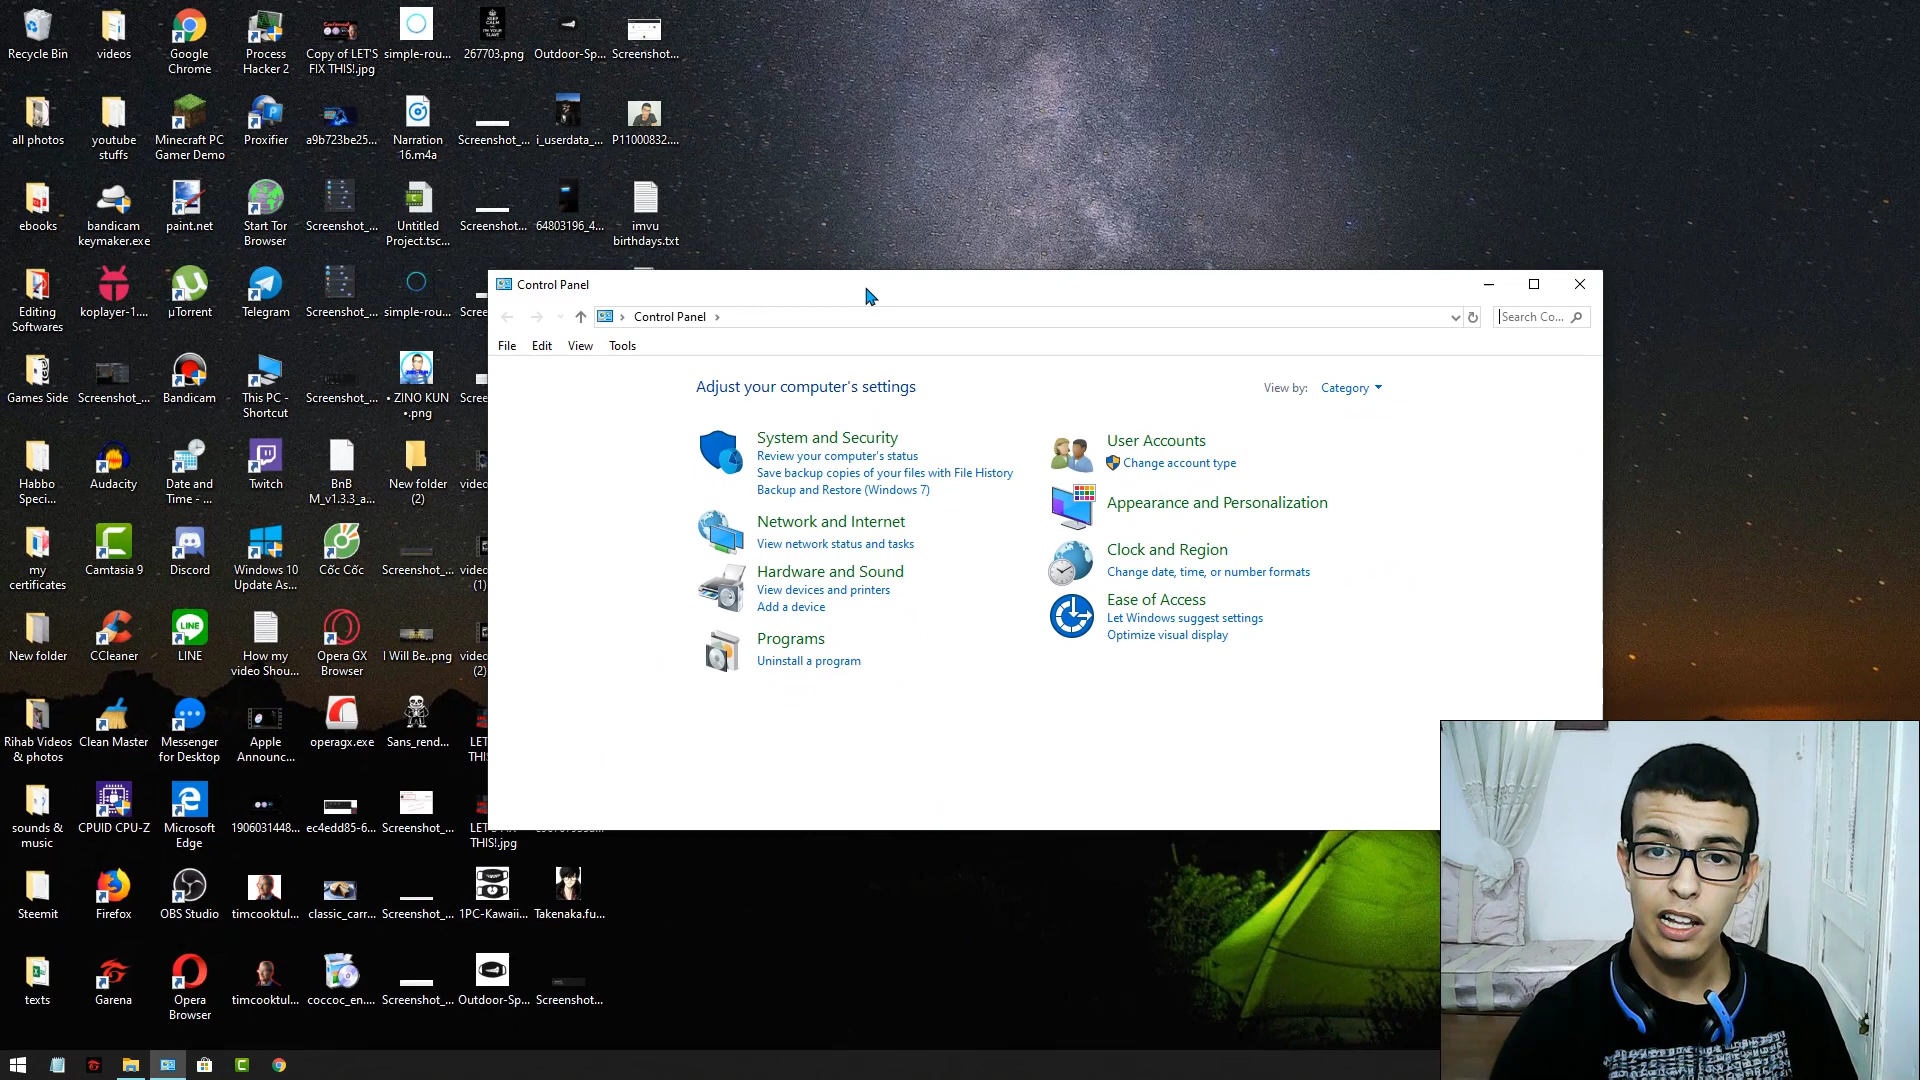 Recycle Bin
videos
Google
Chrome
Process
Hacker 2
Copy of LET'S
FIX THIS!.jpg
simple-rou...
267703.png
Outdoor-Sp...
Screenshot...
all photos
youtube
stuffs
Minecraft PC
Gamer Demo
Proxifier
a9b723be25...
Narration
16.m4a
Screenshot_...
i_userdata_...
P11000832....
ebooks
bandicam
keymaker.exe
paint.net
Start Tor
Browser
Screenshot_...
Untitled
Project.tsc...
Screenshot...
64803196_4...
imvu
birthdays.txt
Editing
Softwares
koplayer-1....
µTorrent
Telegram
Screenshot_...
simple-rou...
Scree
Games Side
Screenshot_...
Bandicam
This PC -
Shortcut
Screenshot_...
• ZINO KUN
•.png
Scree
Habbo
Speci...
Audacity
Date and
Time - ...
Twitch
BnB
M_v1.3.3_a...
New folder
(2)
videc
my
certificates
Camtasia 9
Discord
Windows 10
Update As...
Cốc Cốc
Screenshot_...
videc
(1)
New folder
CCleaner
LINE
How my
video Shou...
Opera GX
Browser
I Will Be..png
videc
(2)
Rihab Videos
& photos
Clean Master
Messenger
for Desktop
Apple
Announc...
operagx.exe
Sans_rend...
LET
THIS
sounds &
music
CPUID CPU-Z
Microsoft
Edge
1906031448...
ec4edd85-6...
Screenshot_...
THIS!.jpg
Steemit
Firefox
OBS Studio
timcooktul...
classic_carr...
Screenshot_...
1PC-Kawaii...
Takenaka.fu...
texts
Garena
Opera
Browser
timcooktul...
coccoc_en....
Screenshot_...
Outdoor-Sp...
Screenshot...
Control Panel
Control Panel
Search Co...
File Edit View Tools
Adjust your computer's settings
View by: Category
System and Security
Review your computer's status
Save backup copies of your files with File History
Backup and Restore (Windows 7)
Network and Internet
View network status and tasks
Hardware and Sound
View devices and printers
Add a device
Programs
Uninstall a program
User Accounts
Change account type
Appearance and Personalization
Clock and Region
Change date, time, or number formats
Ease of Access
Let Windows suggest settings
Optimize visual display